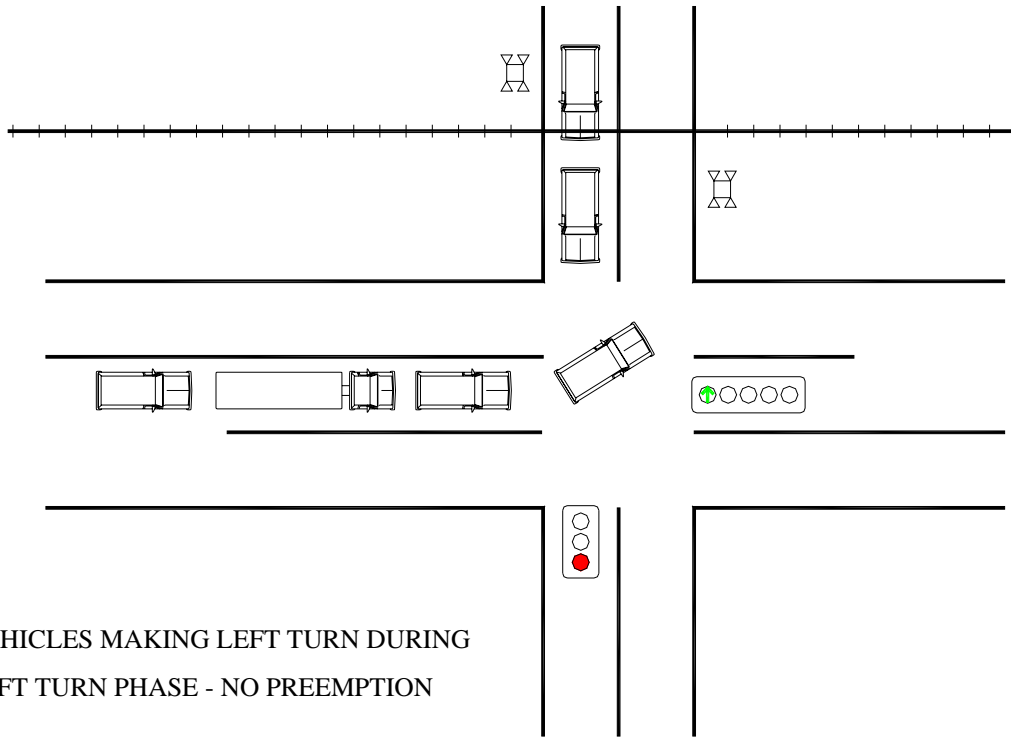 HICLES MAKING LEFT TURN DURING
FT TURN PHASE - NO PREEMPTION